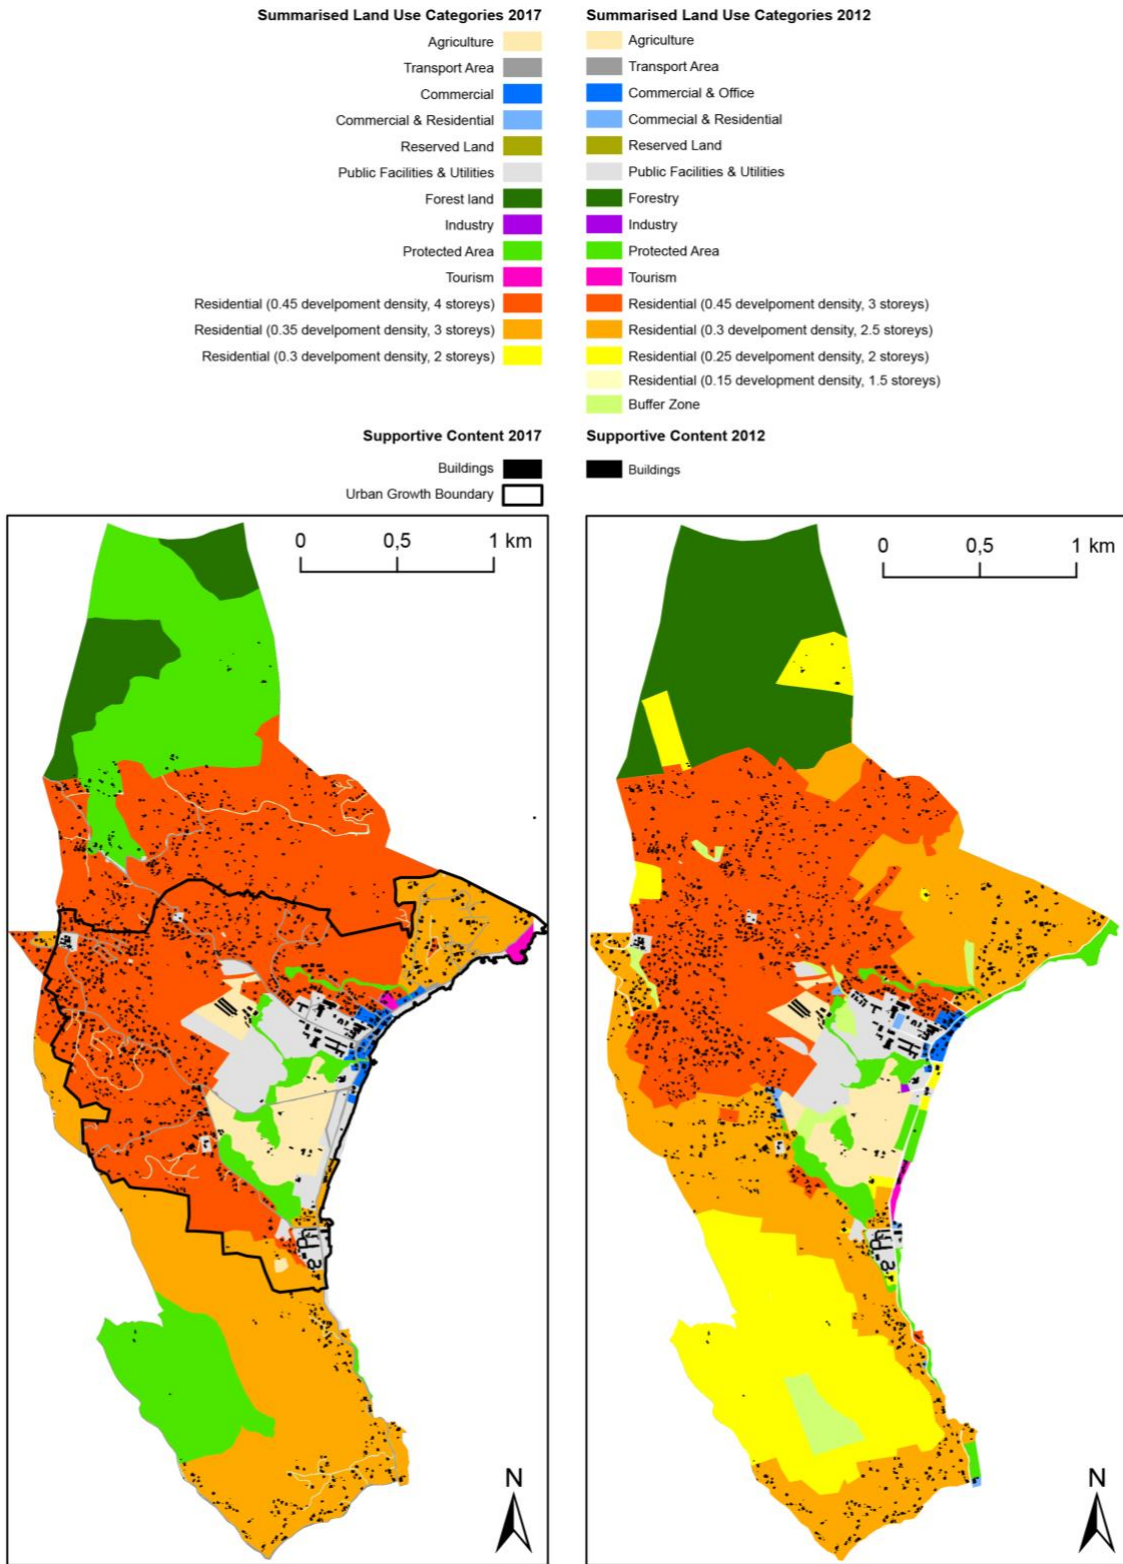 Summarised Land Use Categories 2017
Agriculture
Transport Area
Commercial
Commercial & Residential
Reserved Land
Public Facilities & Utilities
Forest land
Industry
Protected Area
Tourism
Residential (0.45 develpoment density, 4 storeys)
Residential (0.35 develpoment density, 3 storeys)
Residential (0.3 develpoment density, 2 storeys)
Supportive Content 2017
Buildings
Urban Growth Boundary
Summarised Land Use Categories 2012
Agriculture
Transport Area
Commercial & Office
Commecial & Residential
Reserved Land
Public Facilities & Utilities
Forestry
Industry
Protected Area
Tourism
Residential (0.45 develpoment density, 3 storeys)
Residential (0.3 develpoment density, 2.5 storeys)
Residential (0.25 develpoment density, 2 storeys)
Residential (0.15 development density, 1.5 storeys)
Buffer Zone
Supportive Content 2012
Buildings
0 0,5 1 km
N
0 0,5 1 km
N